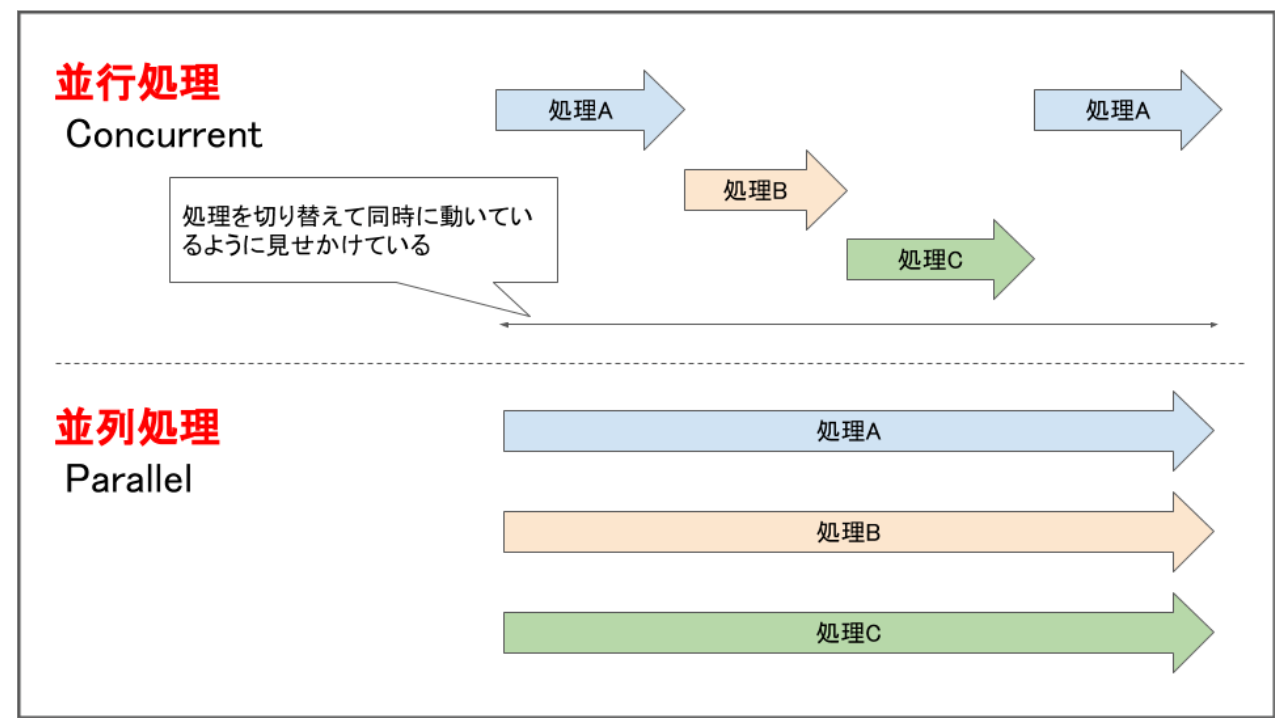 並行処理
Concurrent
処理A
処理A
処理B
処理を切り替えて同時に動いてい
るように見せかけている
処理C
並列処理
Parallel
処理A
処理B
処理C